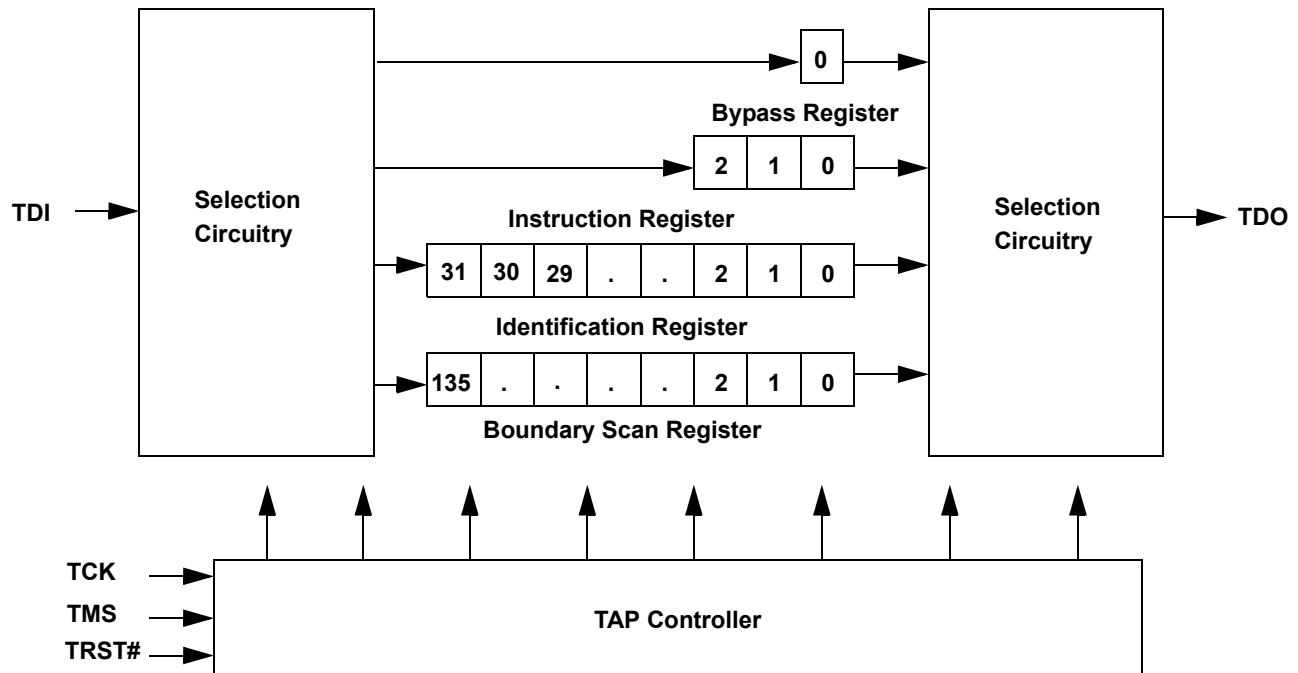 0
Bypass Register
2 1 0
Selection
Circuitry
Selection
Circuitry
TDI
TDO
Instruction Register
31 30 29 . . 2 1 0
Identification Register
135 . . . . 2 1 0
Boundary Scan Register
TCK
TMS
TAP Controller
TRST#